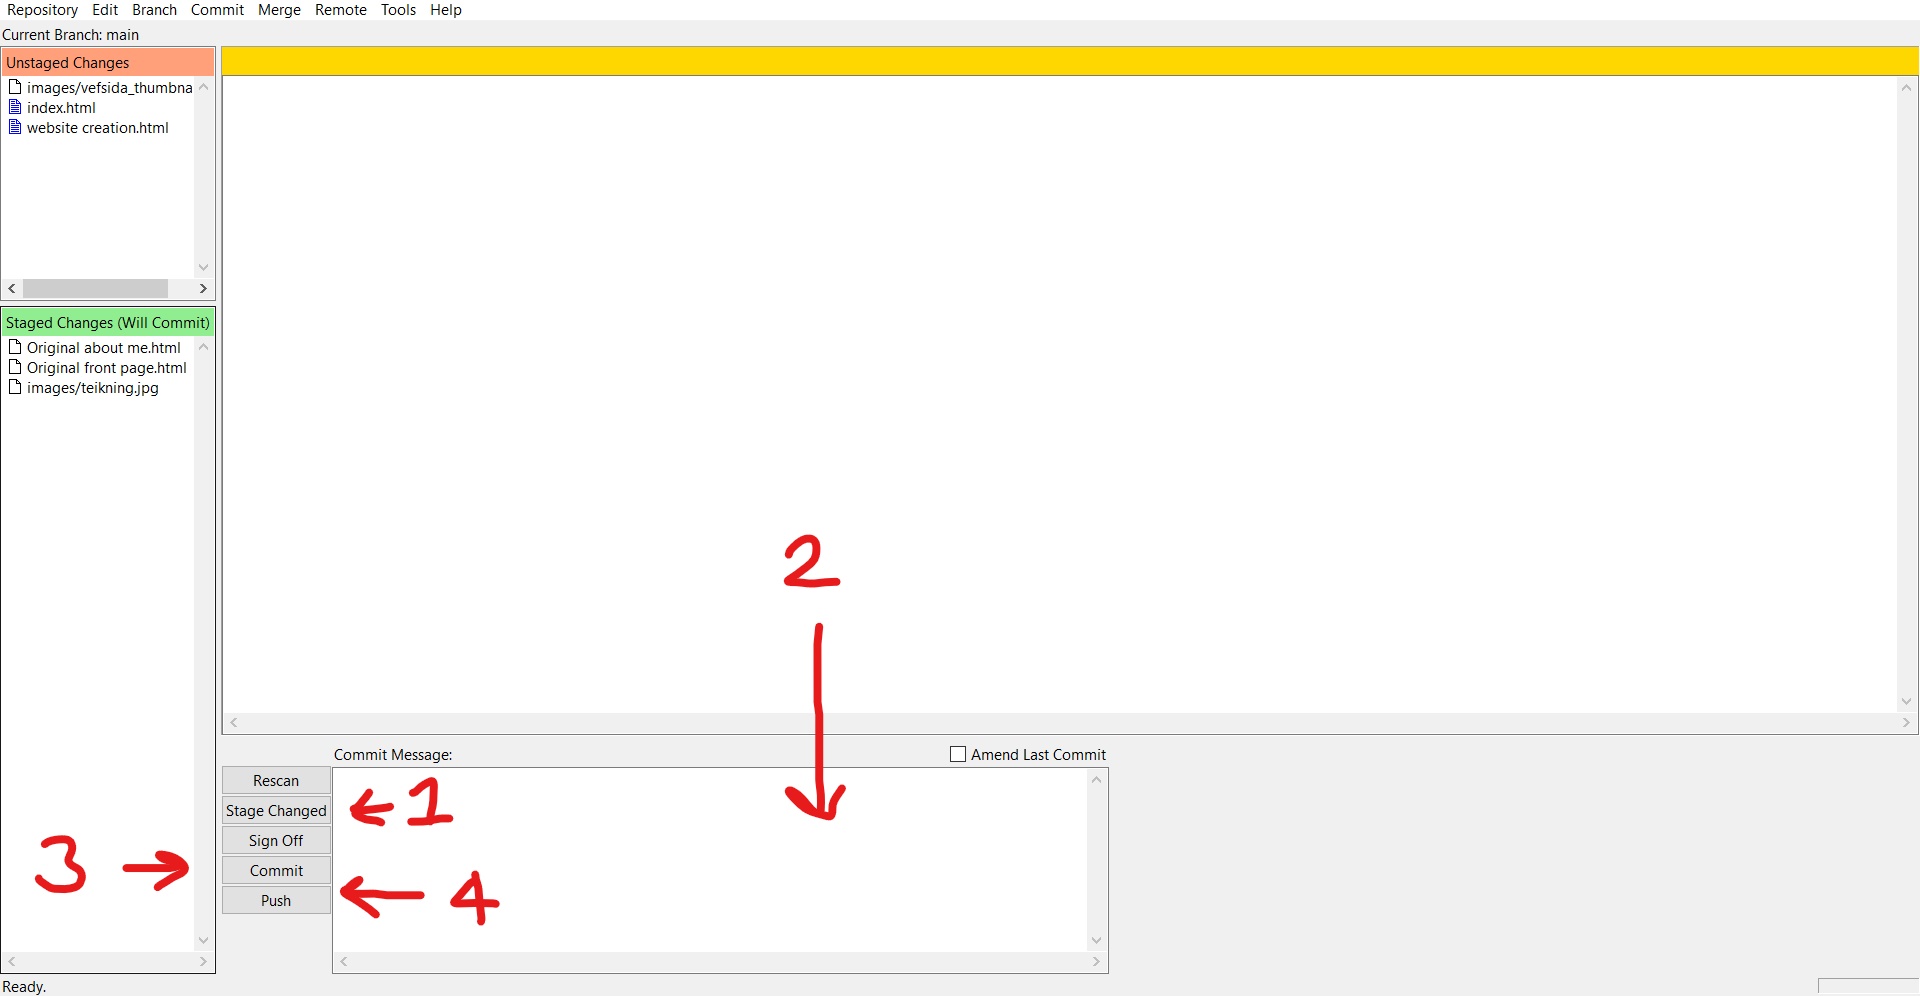 Repository Edit Branch Commit Merge Remote Tools Help
Current Branch: main
Unstaged Changes
images/vefsida_thumbna
index.html
website creation.html
Staged Changes (Will Commit)
Original about me.html
Original front page.html
images/teikning.jpg
2
Commit Message:
Amend Last Commit
Rescan
Stage Changed
1
Sign Off
3
Commit
Push
4
Ready.